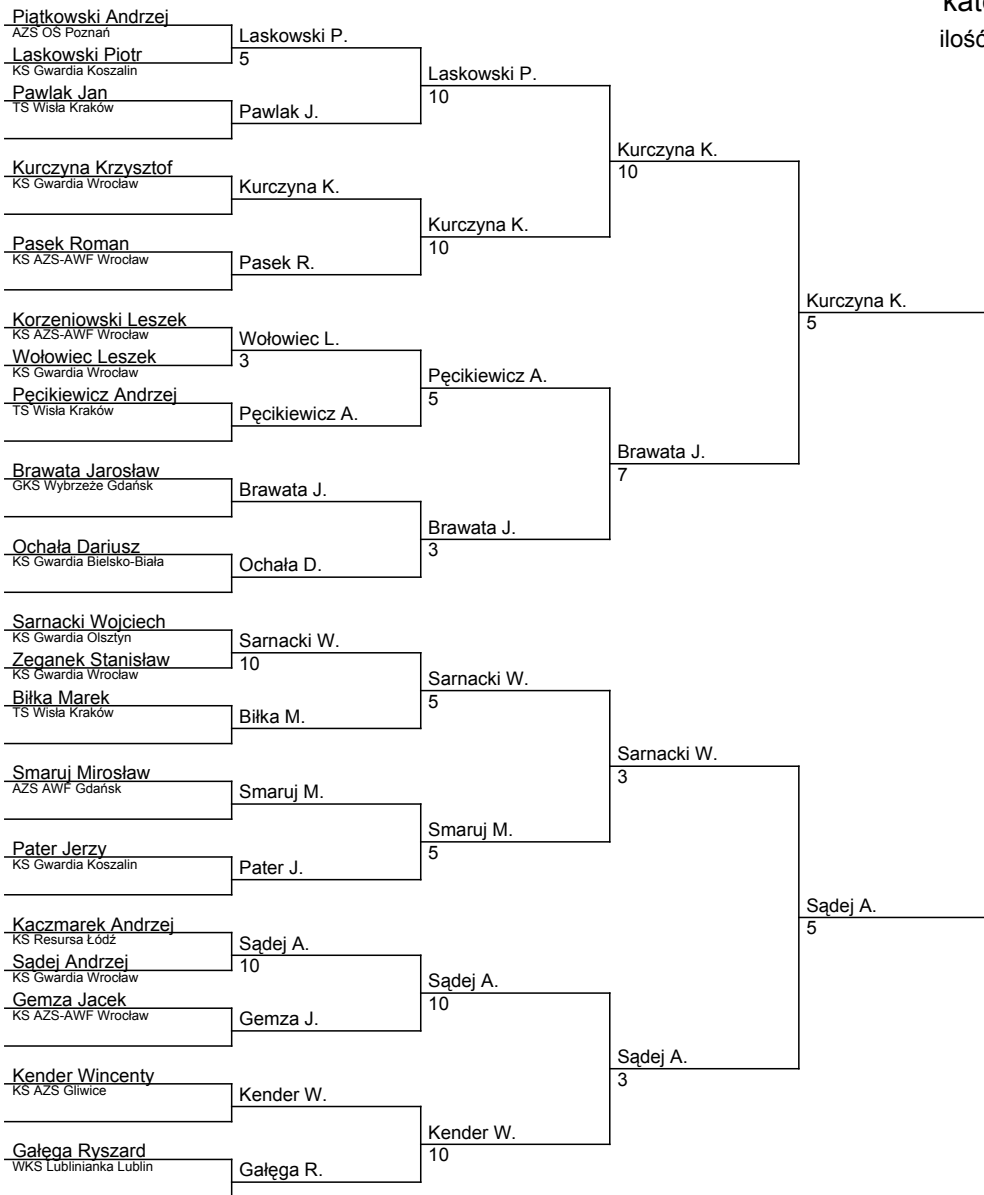 kat
ilość
Piątkowski Andrzej
AZS OŚ Poznań
Laskowski Piotr
KS Gwardia Koszalin
Pawlak Jan
TS Wisła Kraków
Kurczyna Krzysztof
KS Gwardia Wrocław
Pasek Roman
KS AZS-AWF Wrocław
Korzeniowski Leszek
KS AZS-AWF Wrocław
Wołowiec Leszek
KS Gwardia Wrocław
Pęcikiewicz Andrzej
TS Wisła Kraków
Brawata Jarosław
GKS Wybrzeże Gdańsk
Ochała Dariusz
KS Gwardia Bielsko-Biała
Sarnacki Wojciech
KS Gwardia Olsztyn
Zeganek Stanisław
KS Gwardia Wrocław
Biłka Marek
TS Wisła Kraków
Smaruj Mirosław
AZS AWF Gdańsk
Pater Jerzy
KS Gwardia Koszalin
Kaczmarek Andrzej
KS Resursa Łódź
Sądej Andrzej
KS Gwardia Wrocław
Gemza Jacek
KS AZS-AWF Wrocław
Kender Wincenty
KS AZS Gliwice
Gałęga Ryszard
WKS Lublinianka Lublin
Laskowski P.
5
Pawlak J.
Kurczyna K.
Pasek R.
Wołowiec L.
3
Pęcikiewicz A.
Brawata J.
Ochała D.
Sarnacki W.
10
Biłka M.
Smaruj M.
Pater J.
Sądej A.
10
Gemza J.
Kender W.
Gałęga R.
Laskowski P.
10
Kurczyna K.
10
Pęcikiewicz A.
5
Brawata J.
3
Sarnacki W.
5
Smaruj M.
5
Sądej A.
10
Kender W.
10
Kurczyna K.
10
Brawata J.
7
Sarnacki W.
3
Sądej A.
3
Kurczyna K.
5
Sądej A.
5